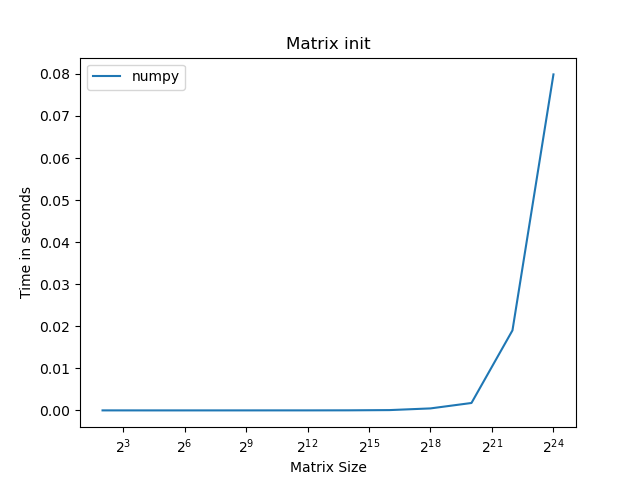 Matrix init
numpy
0.08
0.07
0.06
0.05
0.04
0.03
0.02
0.01
0.00
Time in seconds
2³ 2⁶ 2⁹ 2¹² 2¹⁵ 2¹⁸ 2²¹ 2²⁴
Matrix Size